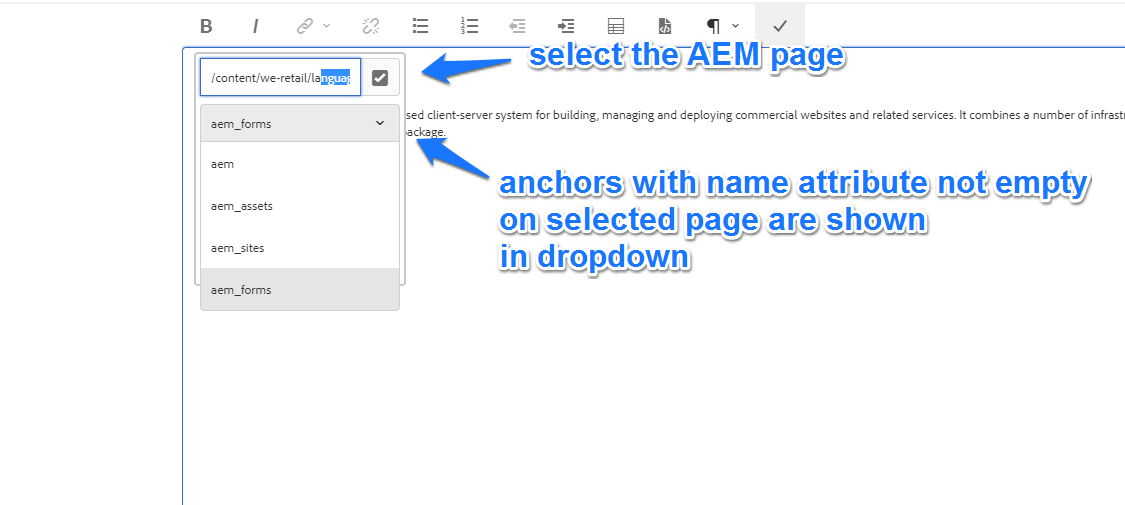 B I
select the AEM page
/content/we-retail/languag
aem_forms
sed client-server system for building, managing and deploying commercial websites and related services. It combines a number of
package.
aem
anchors with name attribute not empty
aem_assets
on selected page are shown
aem_sites
in dropdown
aem_forms